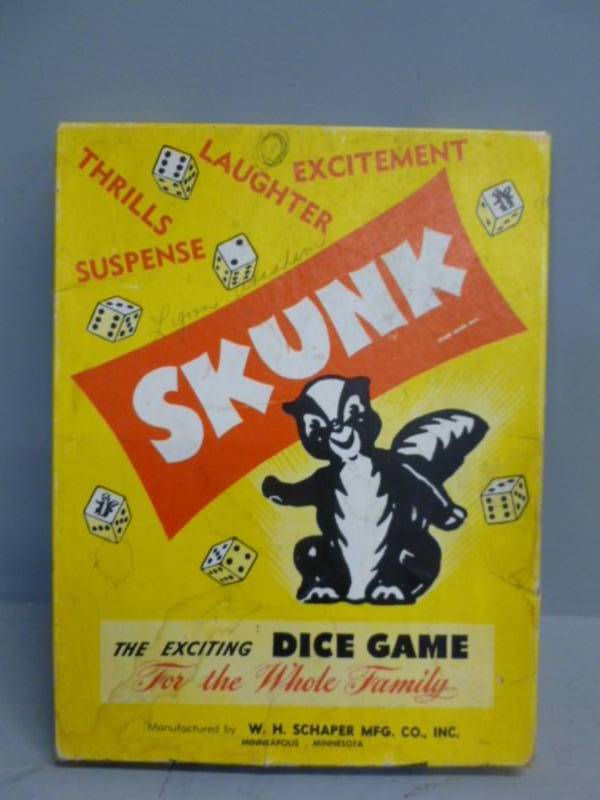 THRILLS
LAUGHTER
EXCITEMENT
SUSPENSE
SKUNK
THE EXCITING DICE GAME
For the Whole Family
Manufactured by W. H. SCHAPER MFG. CO., INC.
MINNEAPOLIS , MINNESOTA